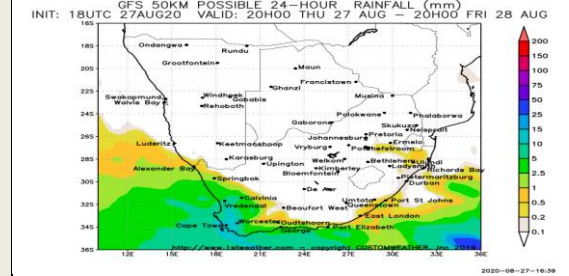 GFS 50KM POSSIBLE 24-HOUR RAINFALL (mm)
INIT: 18UTC 27AUG20 VALID: 20H00 THU 27 AUG - 20H00 FRI 28 AUG
16S
18S
20S
22S
24S
26S
28S
30S
32S
34S
36S
12E
15E
18E
21E
24E
27E
30E
33E
36E
Ondangwa
Rundu
Grootfontein
Maun
Francistown
Ghanzi
Swakopmund
Walvis Bay
Windhoek
Gobabis
Rehoboth
Musina
Polokwane
Phalaborwa
Gaborone
Skukuza
Nelspruit
Johannesburg
Pretoria
Ermelo
Potchefstroom
Luderitz
Keetmanshoop
Vryburg
Karasburg
Upington
Welkom
Kimberley
Bethlehem
Ulundi
Ladysmith
Richards Bay
Alexander Bay
Springbok
Bloemfontein
Pietermaritzburg
Durban
De Aar
Calvinia
Vredendal
Beaufort West
Umtata
Port St Johns
Queenstown
East London
Worcester
Cape Town
Oudtshoorn
George
Port Elizabeth
http://www.1stweather.com - copyright CUSTOMWEATHER, inc 2019
200
150
100
75
50
25
15
10
5
2.5
1
0.5
0.2
0.1
2020-08-27-16:39